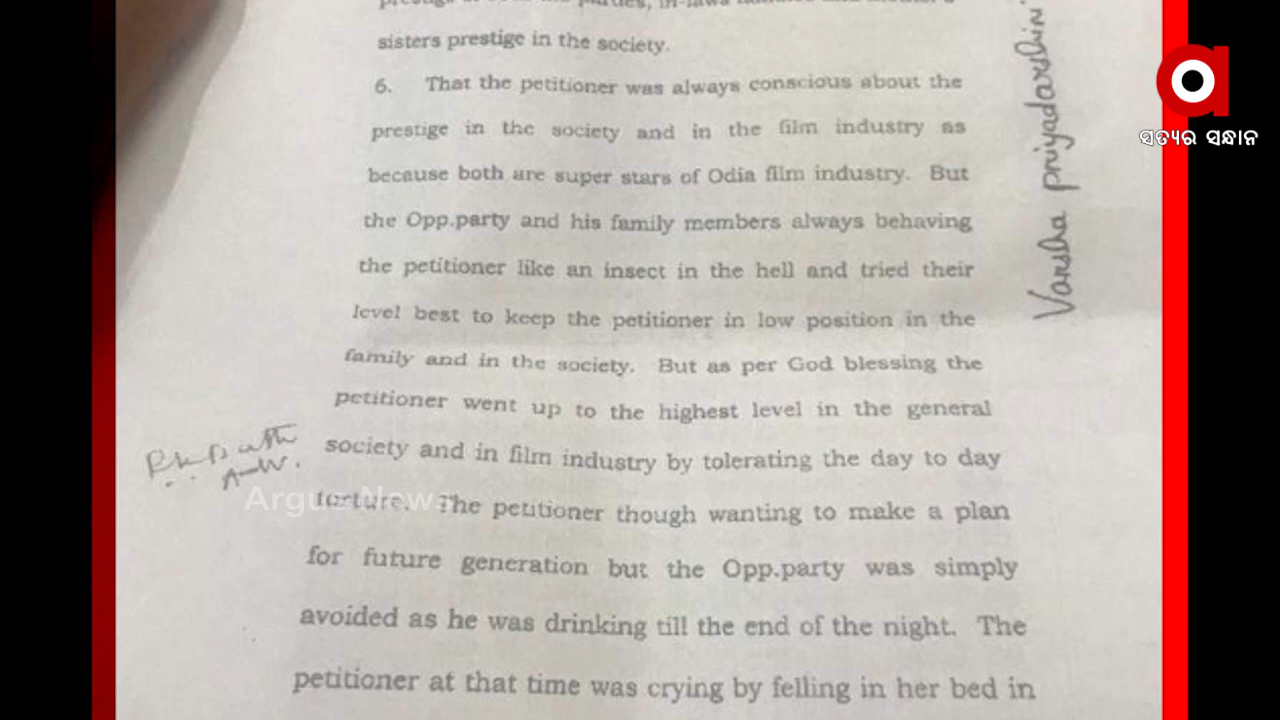 sisters prestige in the society.
6. That the petitioner was always conscious about the
prestige in the society and in the film industry as
because both are super stars of Odia film industry. But
the Opp.party and his family members always behaving
the petitioner like an insect in the hell and tried their
level best to keep the petitioner in low position in the
family and in the society. But as per God blessing the
petitioner went up to the highest level in the general
society and in film industry by tolerating the day to day
torture. The petitioner though wanting to make a plan
for future generation but the Opp.party was simply
avoided as he was drinking till the end of the night. The
petitioner at that time was crying by felling in her bed in
Varsha Priyadarshini
Argus News
ସତ୍ୟର ସନ୍ଧାନ